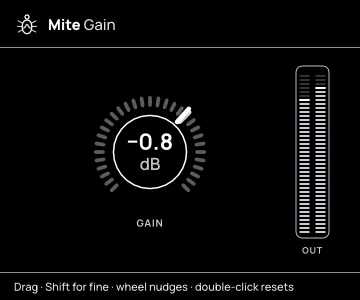 Mite Gain
−0.8
dB
GAIN
OUT
Drag · Shift for fine · wheel nudges · double-click resets